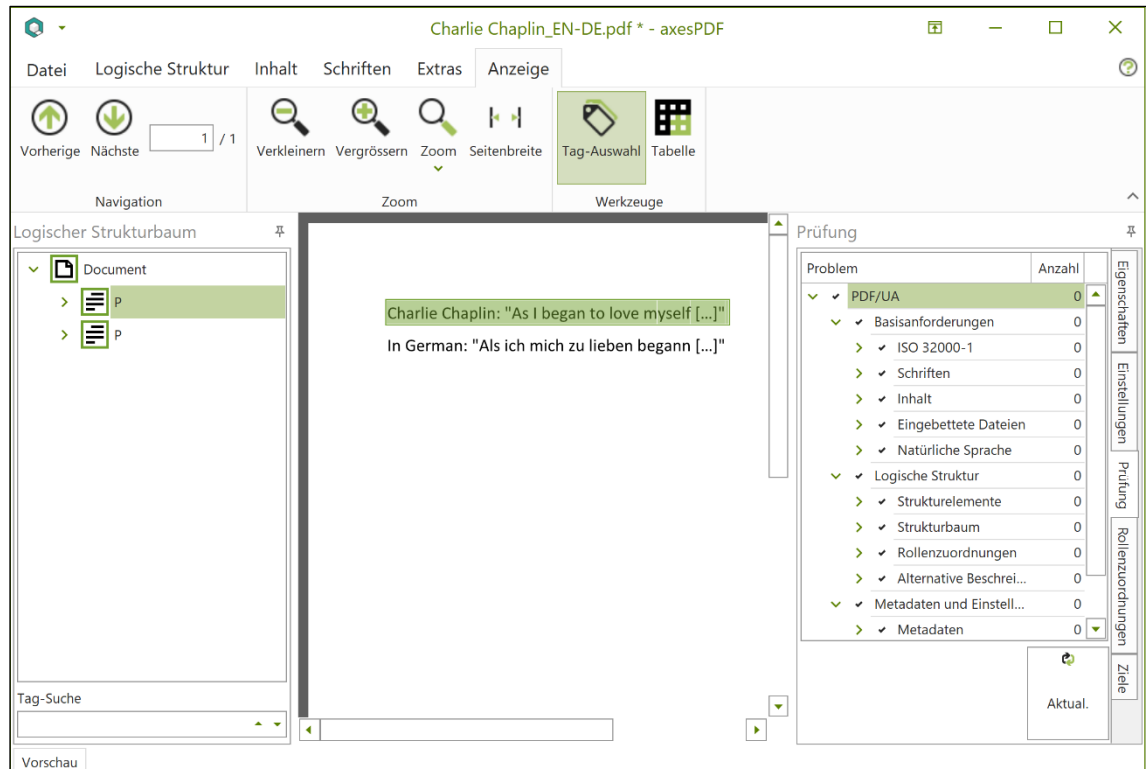 Charlie Chaplin_EN-DE.pdf * - axesPDF
Datei Logische Struktur Inhalt Schriften Extras Anzeige
Vorherige Nächste 1 / 1 Verkleinern Vergrössern Zoom Seitenbreite Tag-Auswahl Tabelle
Navigation Zoom Werkzeuge
Logischer Strukturbaum
Document
P
P
Tag-Suche
Vorschau
Charlie Chaplin: "As I began to love myself [...]"
In German: "Als ich mich zu lieben begann [...]"
Prüfung
Problem Anzahl
PDF/UA 0
Basisanforderungen 0
ISO 32000-1 0
Schriften 0
Inhalt 0
Eingebettete Dateien 0
Natürliche Sprache 0
Logische Struktur 0
Strukturelemente 0
Strukturbaum 0
Rollenzuordnungen 0
Alternative Beschrei... 0
Metadaten und Einstell... 0
Metadaten 0
Aktual.
Eigenschaften
Einstellungen
Prüfung
Rollenzuordnungen
Ziele